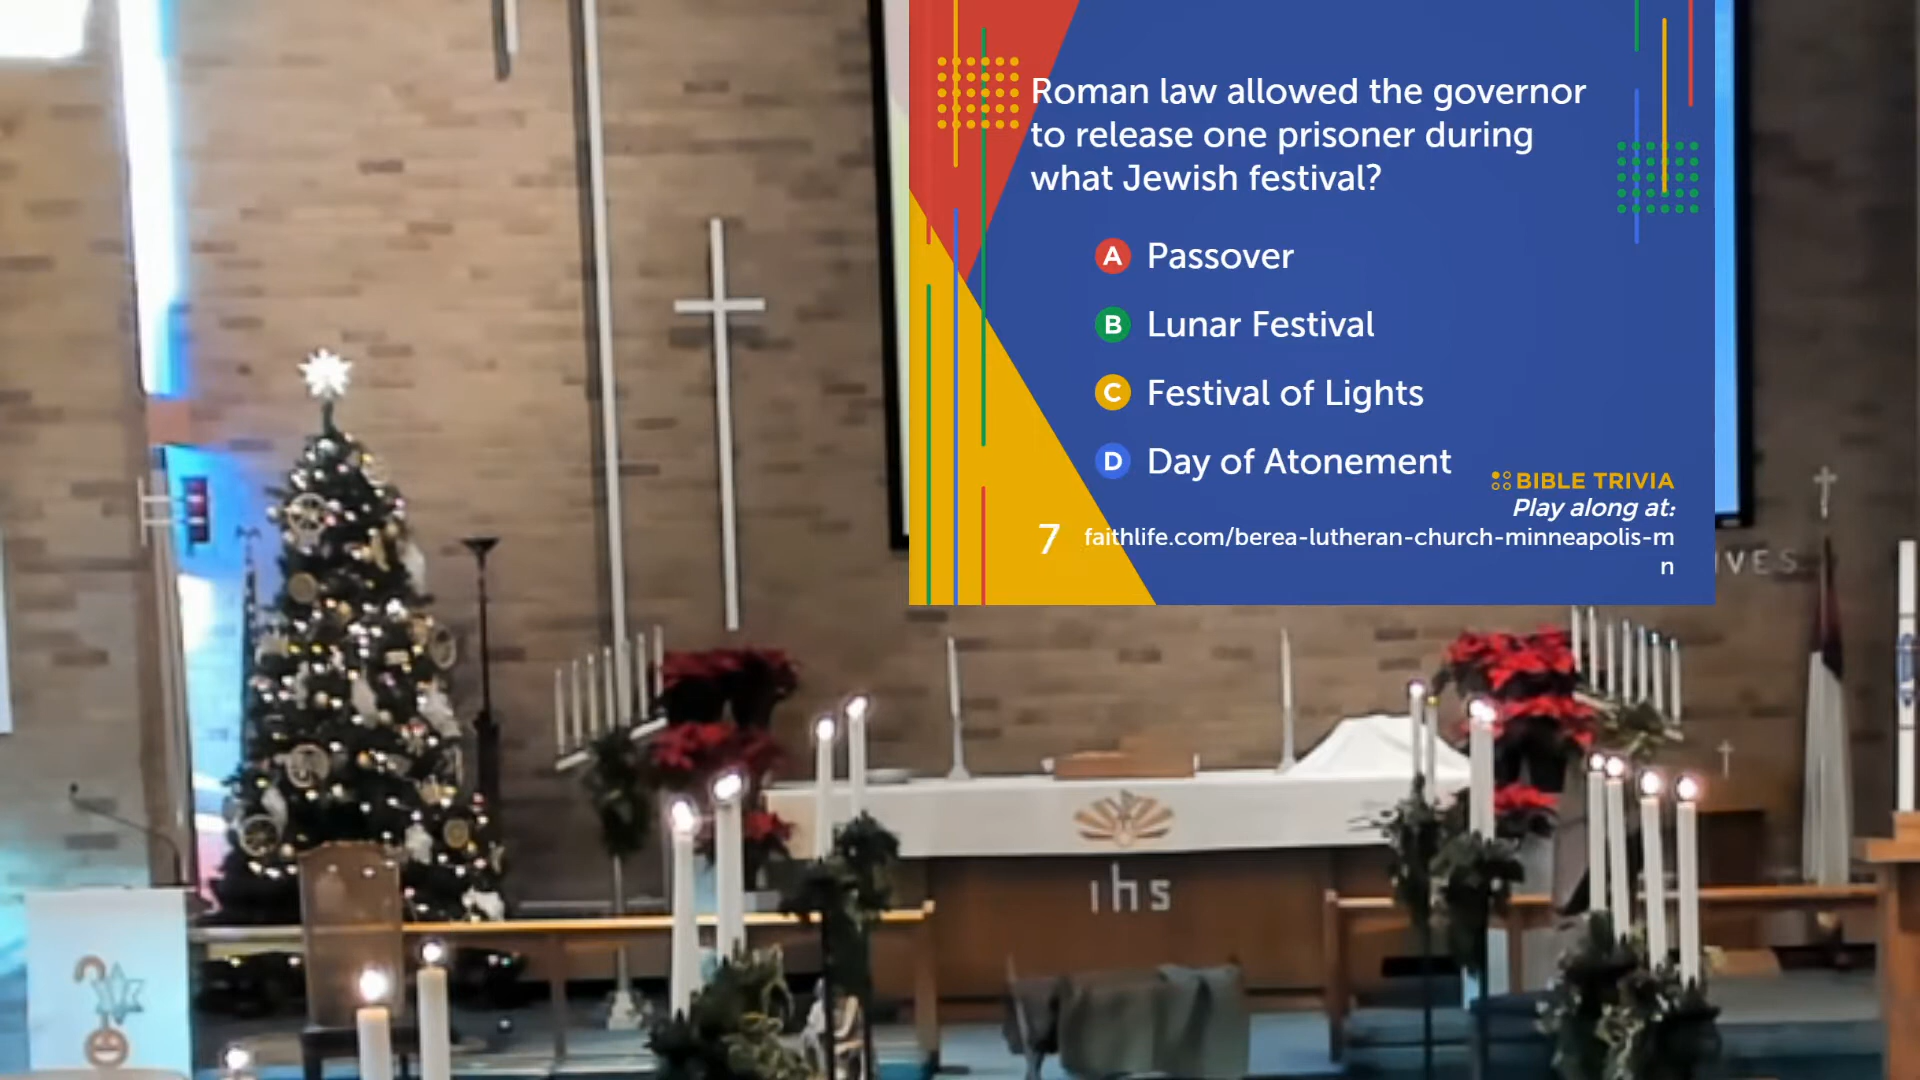 Roman law allowed the governor
to release one prisoner during
what Jewish festival?
A Passover
B Lunar Festival
C Festival of Lights
D Day of Atonement
BIBLE TRIVIA
Play along at:
7 faithlife.com/berea-lutheran-church-minneapolis-m
n
IVES
ihs